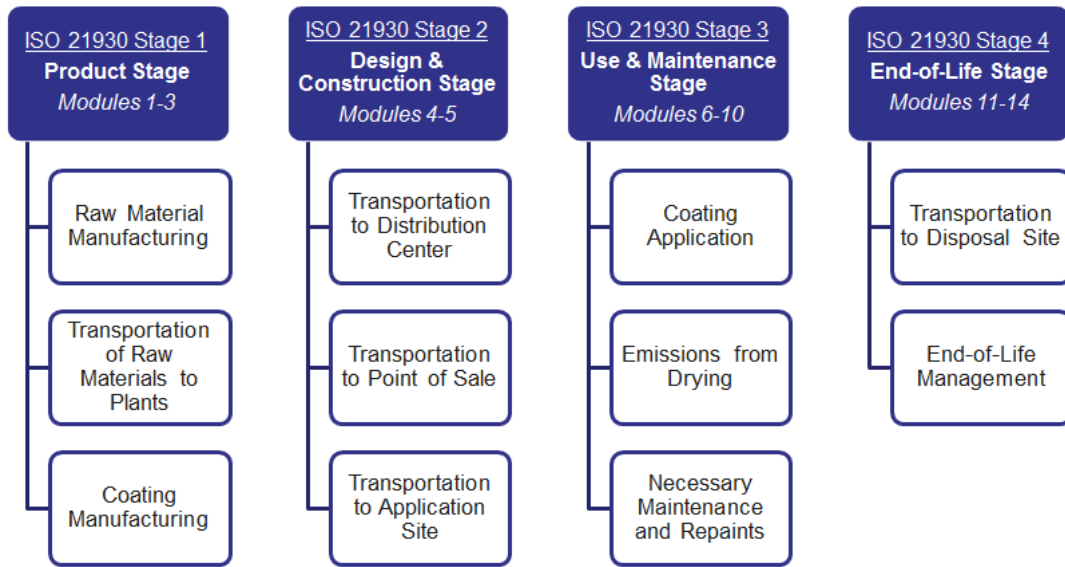 ISO 21930 Stage 1
Product Stage
Modules 1-3
Raw Material
Manufacturing
Transportation
of Raw
Materials to
Plants
Coating
Manufacturing
ISO 21930 Stage 2
Design &
Construction Stage
Modules 4-5
Transportation
to Distribution
Center
Transportation
to Point of Sale
Transportation
to Application
Site
ISO 21930 Stage 3
Use & Maintenance
Stage
Modules 6-10
Coating
Application
Emissions from
Drying
Necessary
Maintenance
and Repaints
ISO 21930 Stage 4
End-of-Life Stage
Modules 11-14
Transportation
to Disposal Site
End-of-Life
Management